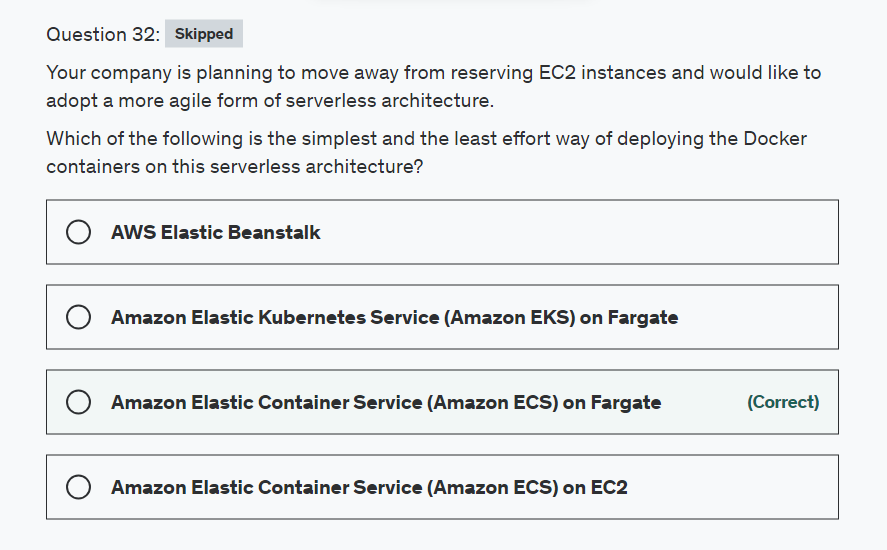 Question 32: Skipped
Your company is planning to move away from reserving EC2 instances and would like to
adopt a more agile form of serverless architecture.
Which of the following is the simplest and the least effort way of deploying the Docker
containers on this serverless architecture?
AWS Elastic Beanstalk
Amazon Elastic Kubernetes Service (Amazon EKS) on Fargate
Amazon Elastic Container Service (Amazon ECS) on Fargate (Correct)
Amazon Elastic Container Service (Amazon ECS) on EC2